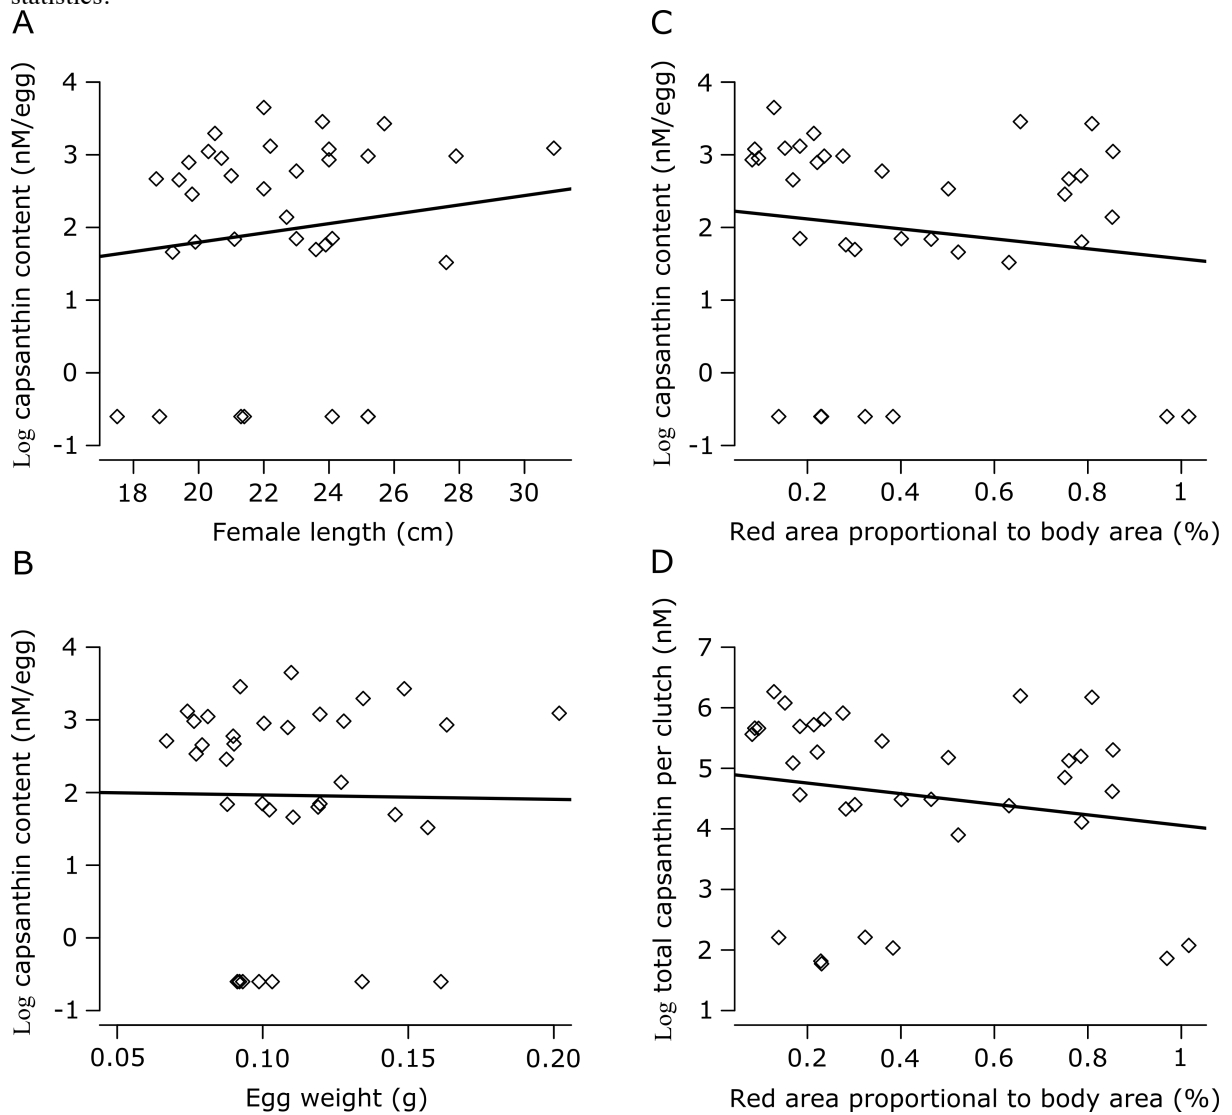 statistics.
A
Log capsanthin content (nM/egg)
4
3
2
1
0
-1
18 20 22 24 26 28 30
Female length (cm)
C
Log capsanthin content (nM/egg)
4
3
2
1
0
-1
0.2 0.4 0.6 0.8 1
Red area proportional to body area (%)
B
Log capsanthin content (nM/egg)
4
3
2
1
0
-1
0.05 0.10 0.15 0.20
Egg weight (g)
D
Log total capsanthin per clutch (nM)
7
6
5
4
3
2
1
0.2 0.4 0.6 0.8 1
Red area proportional to body area (%)